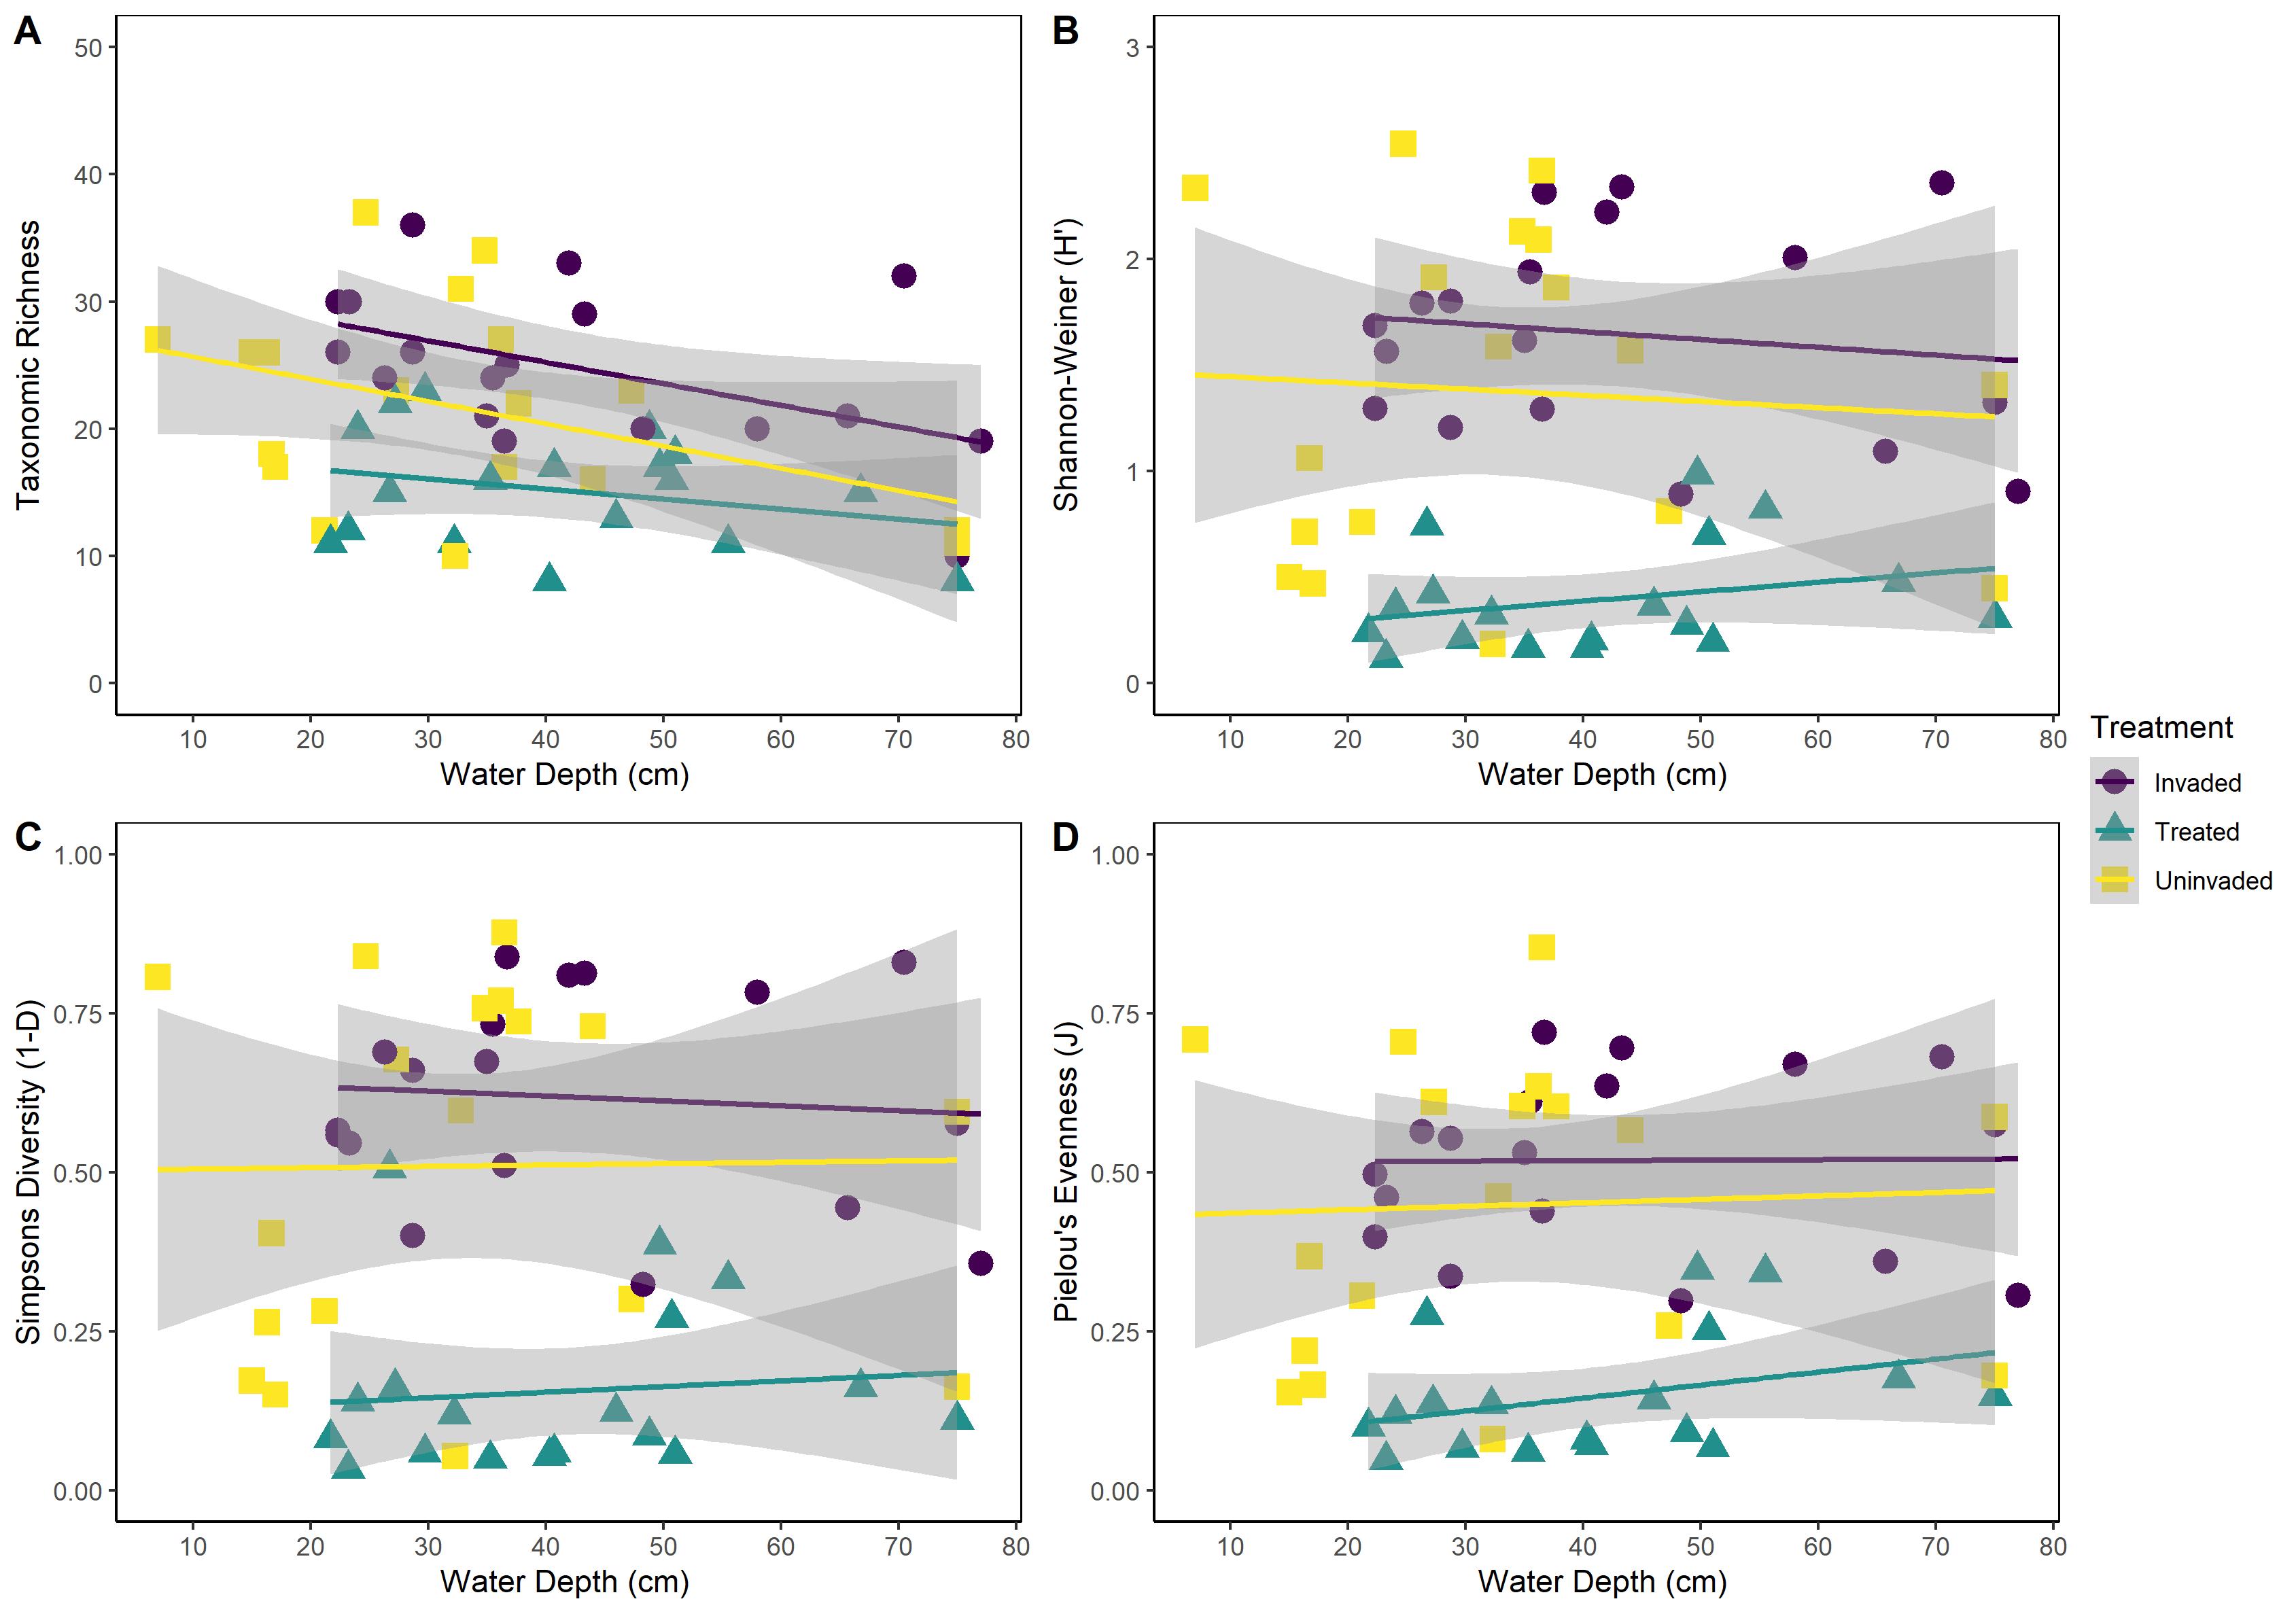 A
50
40
30
20
10
0
Taxonomic Richness
10 20 30 40 50 60 70 80
Water Depth (cm)
B
3
2
1
0
Shannon-Weiner (H')
10 20 30 40 50 60 70 80
Water Depth (cm)
Treatment
Invaded
Treated
Uninvaded
C
1.00
0.75
0.50
0.25
0.00
Simpsons Diversity (1-D)
10 20 30 40 50 60 70 80
Water Depth (cm)
D
1.00
0.75
0.50
0.25
0.00
Pielou's Evenness (J)
10 20 30 40 50 60 70 80
Water Depth (cm)